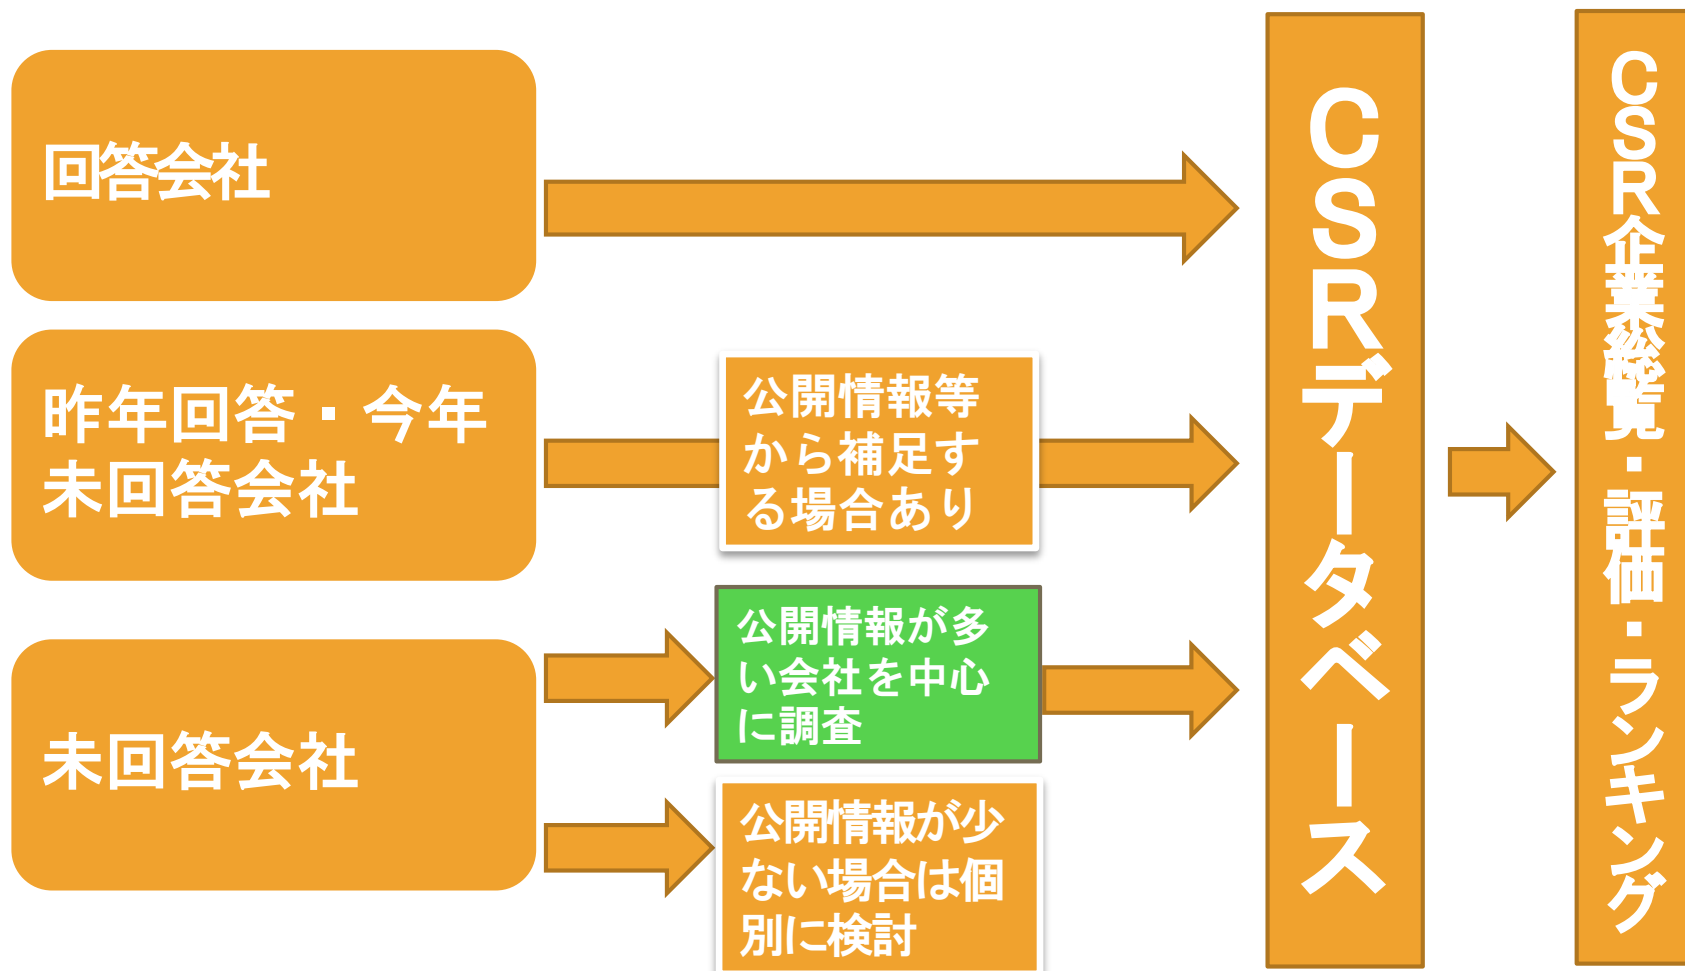 回答会社
昨年回答・今年
未回答会社
公開情報等
から補足す
る場合あり
未回答会社
公開情報が多
い会社を中心
に調査
公開情報が少
ない場合は個
別に検討
ＣＳＲデータベース
ＣＳＲ企業総覧・評価・ランキング